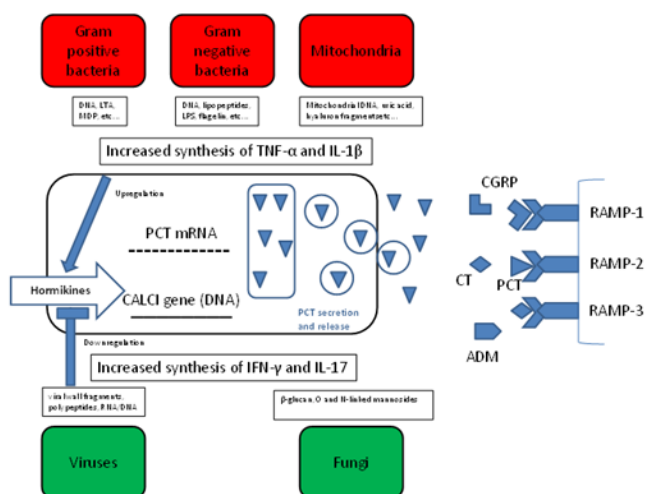 Gram
positive
bacteria
Gram
negative
bacteria
Mitochondria
DNA, LTA,
MDP, etc...
DNA, lipopeptides,
LPS, flagelin, etc...
Mitochondrial DNA, uric acid,
hyaluron fragments etc...
Increased synthesis of TNF-α and IL-1β
Upregulation
PCT mRNA
Hormikines
CALCI gene (DNA)
PCT secretion
and release
CGRP
RAMP-1
CT
PCT
RAMP-2
RAMP-3
ADM
Downregulation
Increased synthesis of IFN-γ and IL-17
viral wall fragments,
polypeptides, RNA/DNA
β-glucan, O and N-linked mannosides
Viruses
Fungi